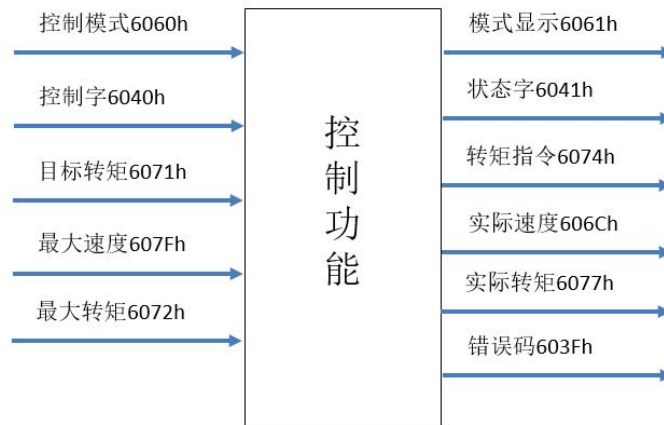 控制模式6060h
控制字6040h
目标转矩6071h
最大速度607Fh
最大转矩6072h
控制功能
模式显示6061h
状态字6041h
转矩指令6074h
实际速度606Ch
实际转矩6077h
错误码603Fh